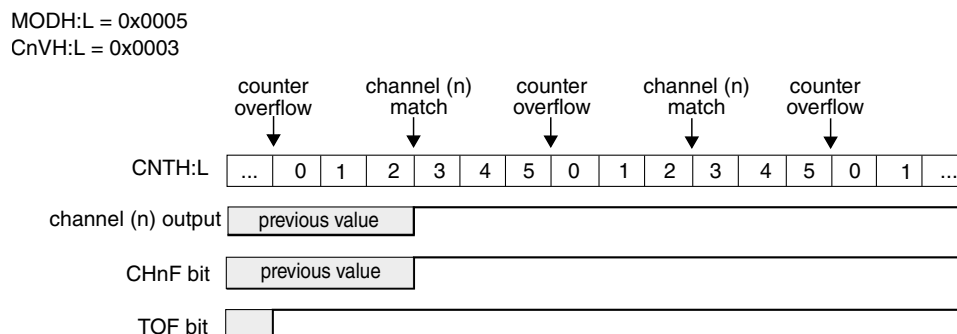 MODH:L = 0x0005
CnVH:L = 0x0003
counter overflow channel (n) match counter overflow channel (n) match counter overflow
CNTH:L ... 0 1 2 3 4 5 0 1 2 3 4 5 0 1 ...
channel (n) output previous value
CHnF bit previous value
TOF bit